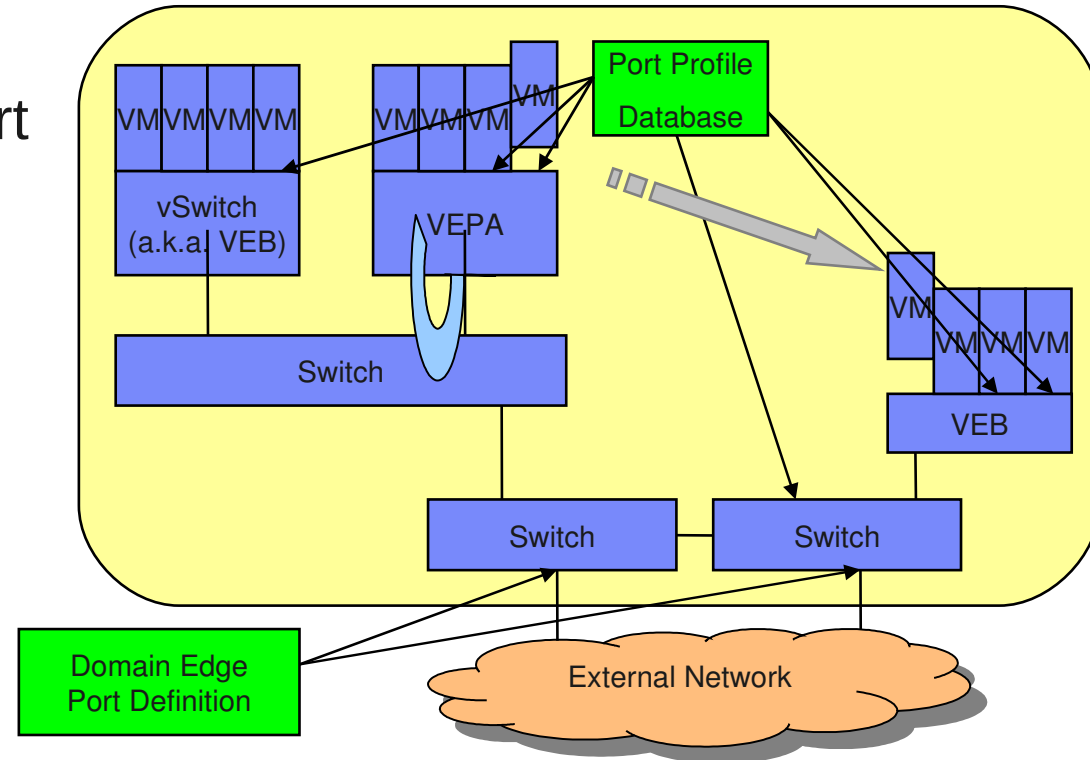 rt
VM VM VM VM
VM VM VM VM
Port Profile
Database
vSwitch
(a.k.a. VEB)
VEPA
Switch
VM
VM VM VM
VEB
Switch
Switch
Domain Edge
Port Definition
External Network